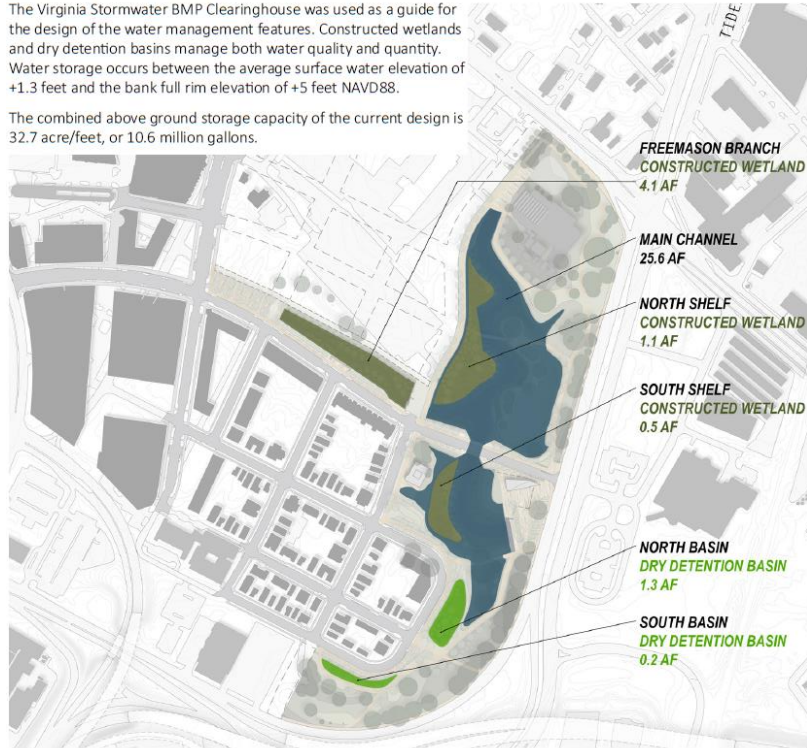 The Virginia Stormwater BMP Clearinghouse was used as a guide for
the design of the water management features. Constructed wetlands
and dry detention basins manage both water quality and quantity.
Water storage occurs between the average surface water elevation of
+1.3 feet and the bank full rim elevation of +5 feet NAVD88.
The combined above ground storage capacity of the current design is
32.7 acre/feet, or 10.6 million gallons.
TIDE
FREEMASON BRANCH
CONSTRUCTED WETLAND
4.1 AF
MAIN CHANNEL
25.6 AF
NORTH SHELF
CONSTRUCTED WETLAND
1.1 AF
SOUTH SHELF
CONSTRUCTED WETLAND
0.5 AF
NORTH BASIN
DRY DETENTION BASIN
1.3 AF
SOUTH BASIN
DRY DETENTION BASIN
0.2 AF